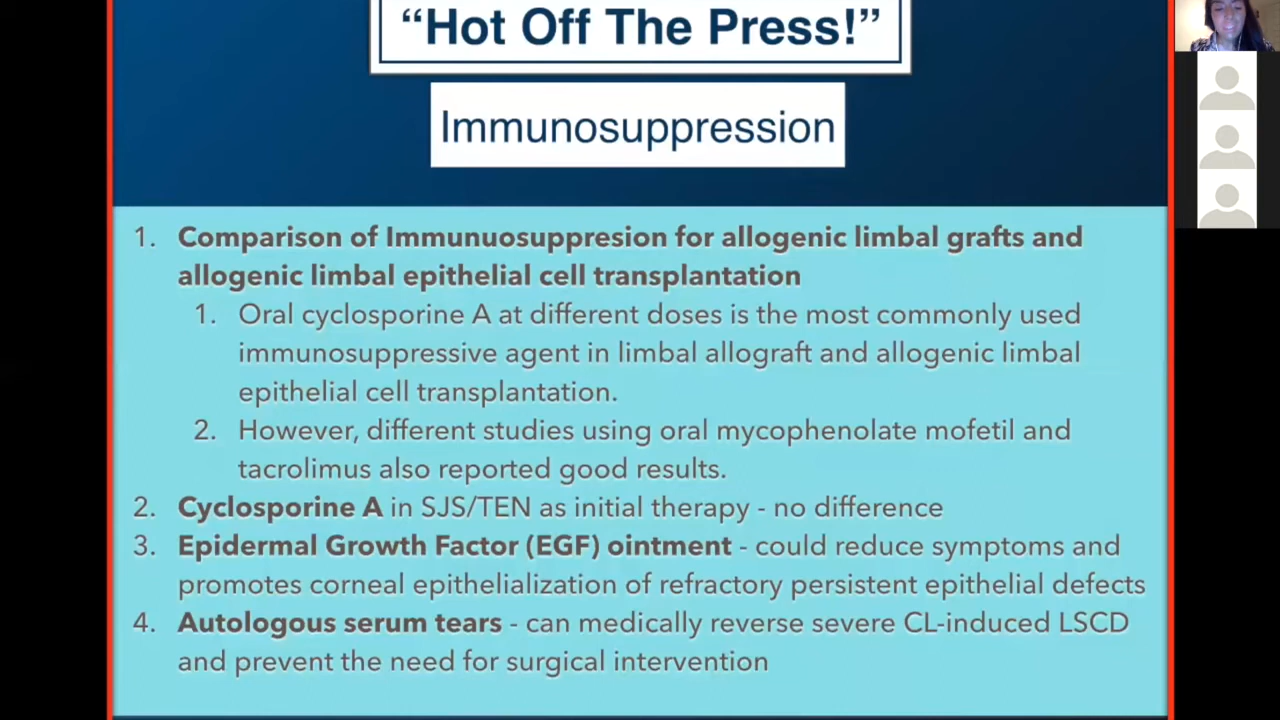 “Hot Off The Press!”
Immunosuppression
1. Comparison of Immunuosuppresion for allogenic limbal grafts and
allogenic limbal epithelial cell transplantation
1. Oral cyclosporine A at different doses is the most commonly used
immunosuppressive agent in limbal allograft and allogenic limbal
epithelial cell transplantation.
2. However, different studies using oral mycophenolate mofetil and
tacrolimus also reported good results.
2. Cyclosporine A in SJS/TEN as initial therapy - no difference
3. Epidermal Growth Factor (EGF) ointment - could reduce symptoms and
promotes corneal epithelialization of refractory persistent epithelial defects
4. Autologous serum tears - can medically reverse severe CL-induced LSCD
and prevent the need for surgical intervention